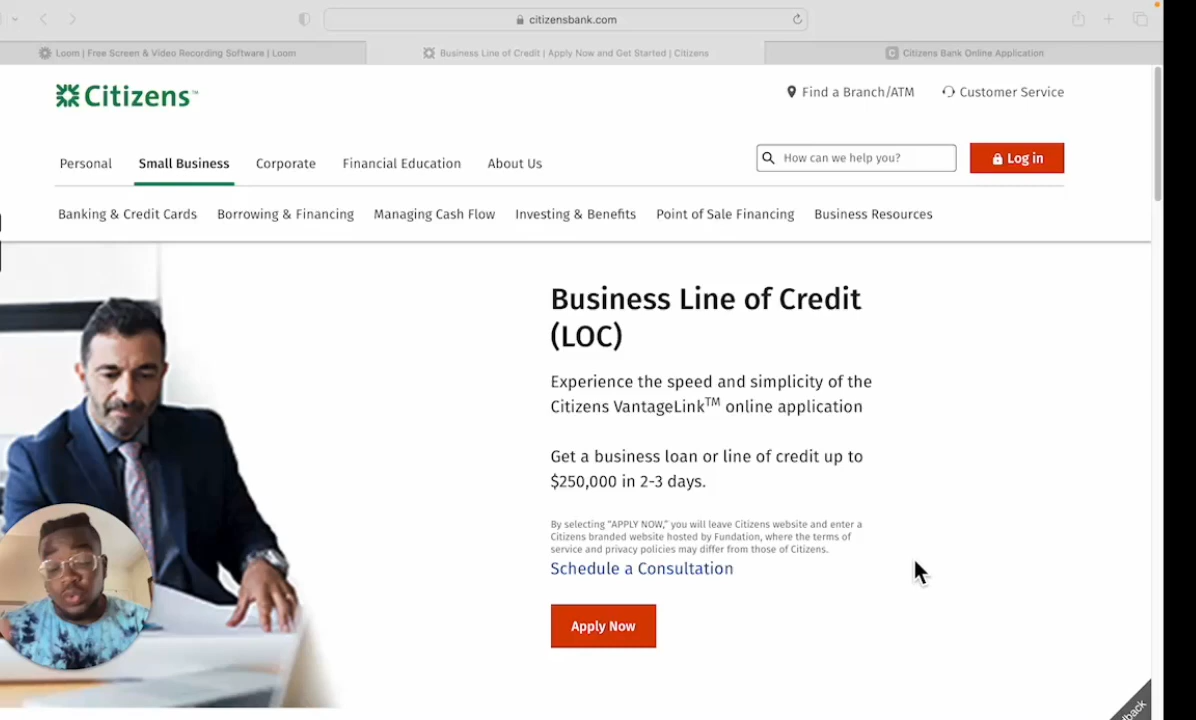 citizensbank.com
Loom | Free Screen & Video Recording Software | Loom
Business Line of Credit | Apply Now and Get Started | Citizens
Citizens Bank Online Application
Citizens™
Find a Branch/ATM
Customer Service
Personal
Small Business
Corporate
Financial Education
About Us
How can we help you?
Log in
Banking & Credit Cards
Borrowing & Financing
Managing Cash Flow
Investing & Benefits
Point of Sale Financing
Business Resources
Business Line of Credit
(LOC)
Experience the speed and simplicity of the
Citizens VantageLink™ online application
Get a business loan or line of credit up to
$250,000 in 2-3 days.
By selecting “APPLY NOW,” you will leave Citizens website and enter a
Citizens branded website hosted by Fundation, where the terms of
service and privacy policies may differ from those of Citizens.
Schedule a Consultation
Apply Now